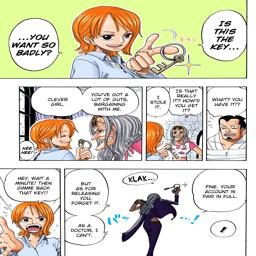 IS
THIS
THE
KEY...
...YOU
WANT SO
BADLY?
WHAT?
YOU HAVE
IT?
IS THAT
REALLY
IT? HOW'D
YOU GET
IT?
I
STOLE
IT.
YOU'VE GOT
A LOT OF
GUTS,
BARGAINING
WITH ME.
CLEVER
GIRL.
HEE
HEE!
FINE. YOUR
ACCOUNT IS
PAID IN FULL.
KLAK...
BUT
AS FOR
RELEASING
YOU,
FORGET IT.
AS A
DOCTOR, I
CAN'T.
HEY, WAIT A
MINUTE! THEN
GIMME BACK
THAT KEY!!